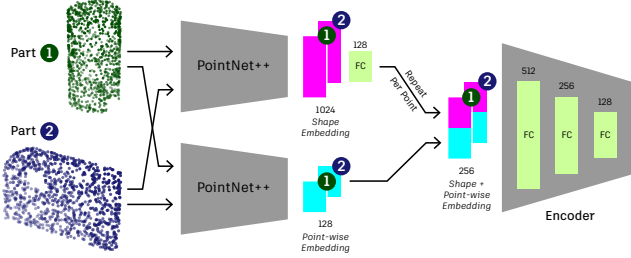 Part 1
PointNet++
1 2
128
FC
1024
Shape
Embedding
Repeat
Per Point
Part 2
PointNet++
1 2
128
Point-wise
Embedding
1 2
256
Shape +
Point-wise
Embedding
512
FC
256
FC
128
FC
Encoder